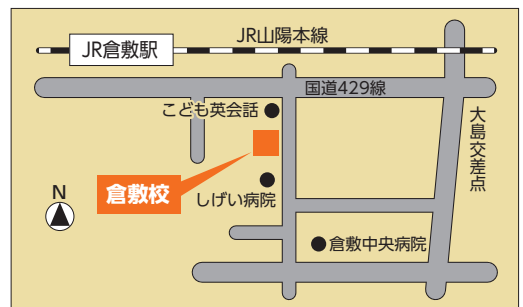 JR山陽本線
JR倉敷駅
国道429線
こども英会話
大島交差点
倉敷校
しげい病院
N
倉敷中央病院